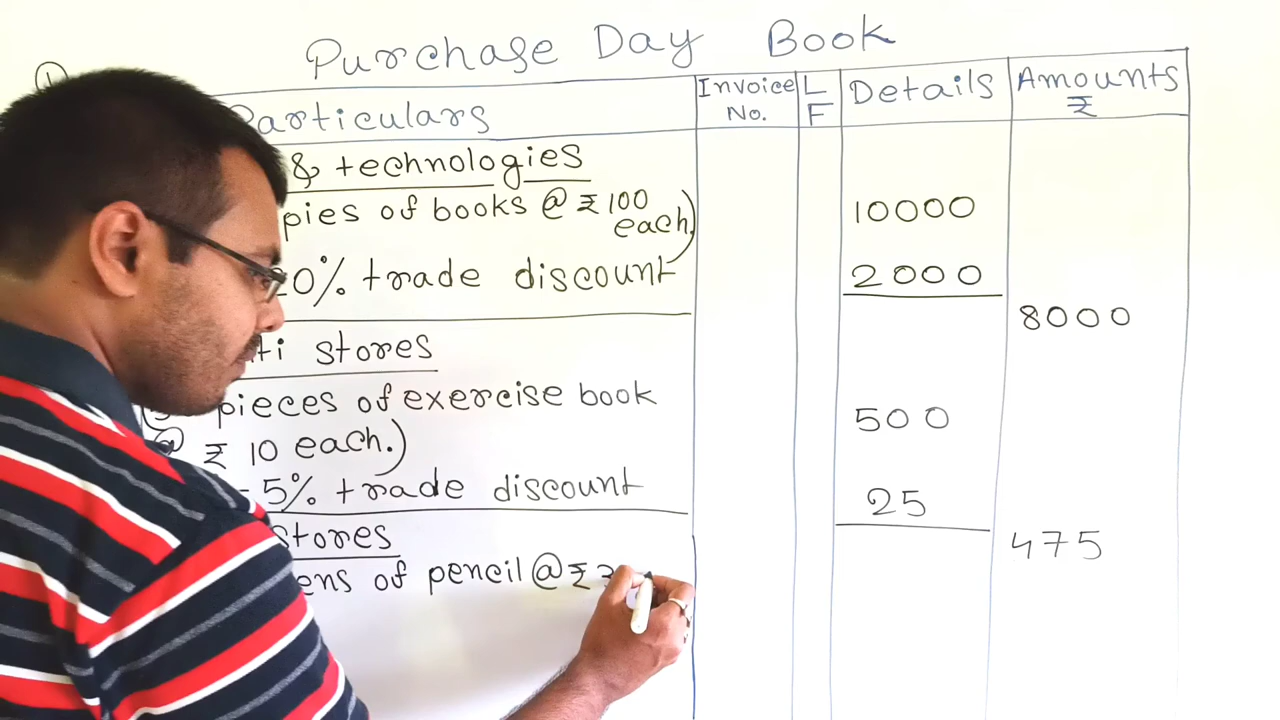 Purchase Day Book
Particulars Invoice No. L F Details Amounts ₹
& technologies
pies of books @ ₹ 100 each.) 10000
20% trade discount 2000
8000
ti stores
pieces of exercise book 500
@ ₹ 10 each.)
- 5% trade discount 25
stores 475
ens of pencil @ ₹